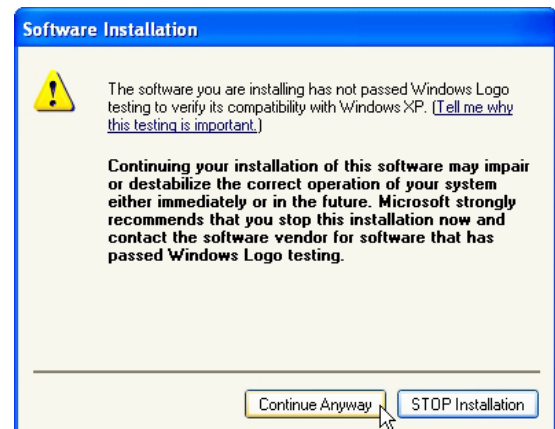 Software Installation
The software you are installing has not passed Windows Logo
testing to verify its compatibility with Windows XP. (Tell me why
this testing is important.)
Continuing your installation of this software may impair
or destabilize the correct operation of your system
either immediately or in the future. Microsoft strongly
recommends that you stop this installation now and
contact the software vendor for software that has
passed Windows Logo testing.
Continue Anyway STOP Installation